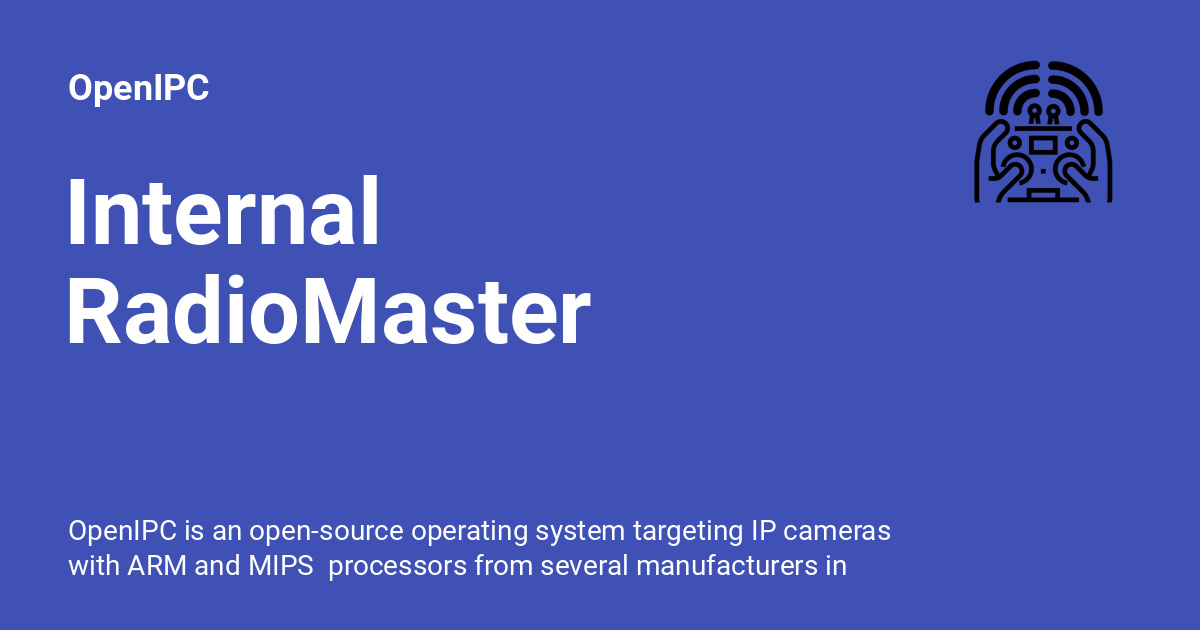 OpenIPC
Internal
RadioMaster
OpenIPC is an open-source operating system targeting IP cameras
with ARM and MIPS  processors from several manufacturers in